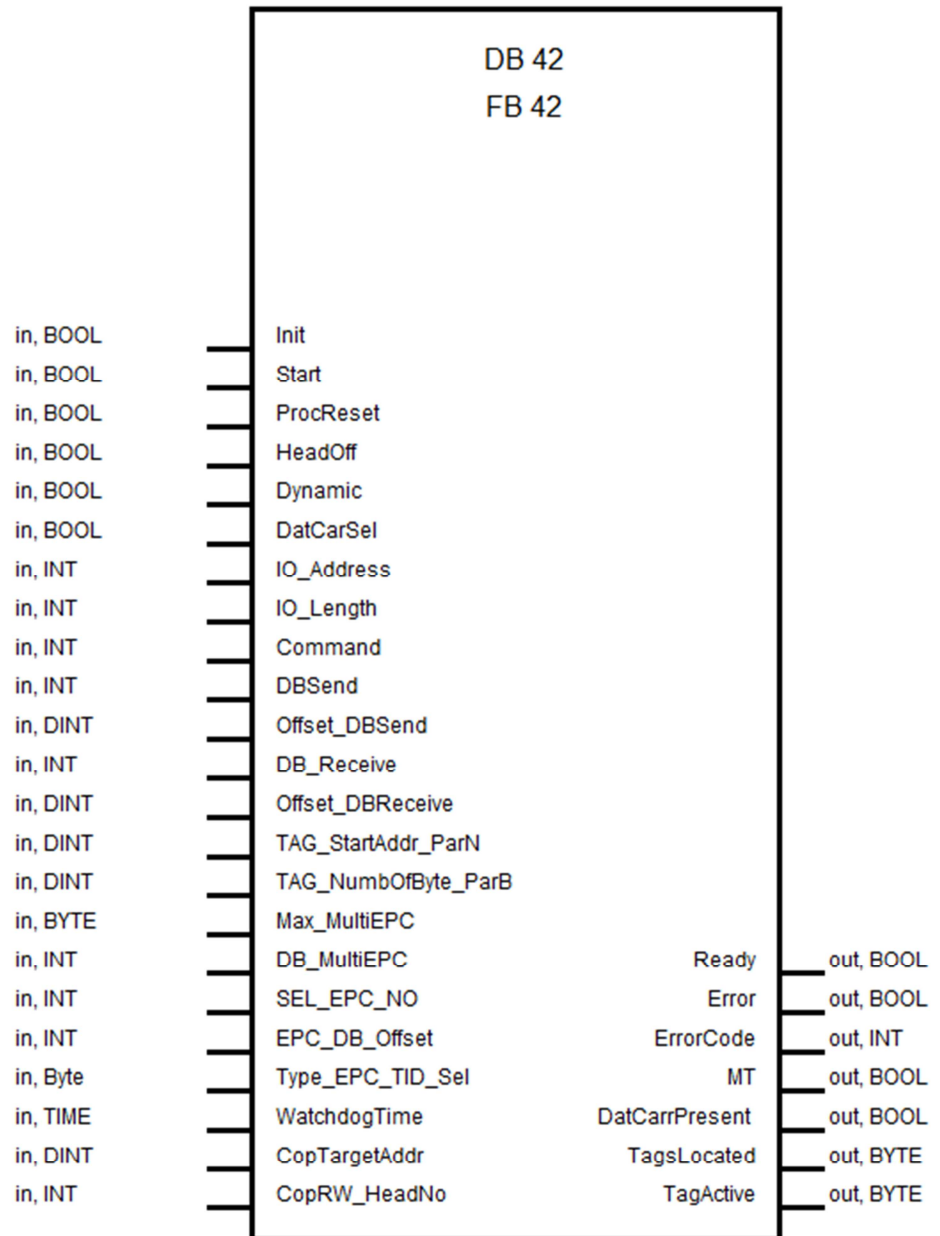 DB 42
FB 42
in, BOOL Init
in, BOOL Start
in, BOOL ProcReset
in, BOOL HeadOff
in, BOOL Dynamic
in, BOOL DatCarSel
in, INT IO_Address
in, INT IO_Length
in, INT Command
in, INT DBSend
in, DINT Offset_DBSend
in, INT DB_Receive
in, DINT Offset_DBReceive
in, DINT TAG_StartAddr_ParN
in, DINT TAG_NumbOfByte_ParB
in, BYTE Max_MultiEPC
in, INT DB_MultiEPC Ready out, BOOL
in, INT SEL_EPC_NO Error out, BOOL
in, INT EPC_DB_Offset ErrorCode out, INT
in, Byte Type_EPC_TID_Sel MT out, BOOL
in, TIME WatchdogTime DatCarrPresent out, BOOL
in, DINT CopTargetAddr TagsLocated out, BYTE
in, INT CopRW_HeadNo TagActive out, BYTE